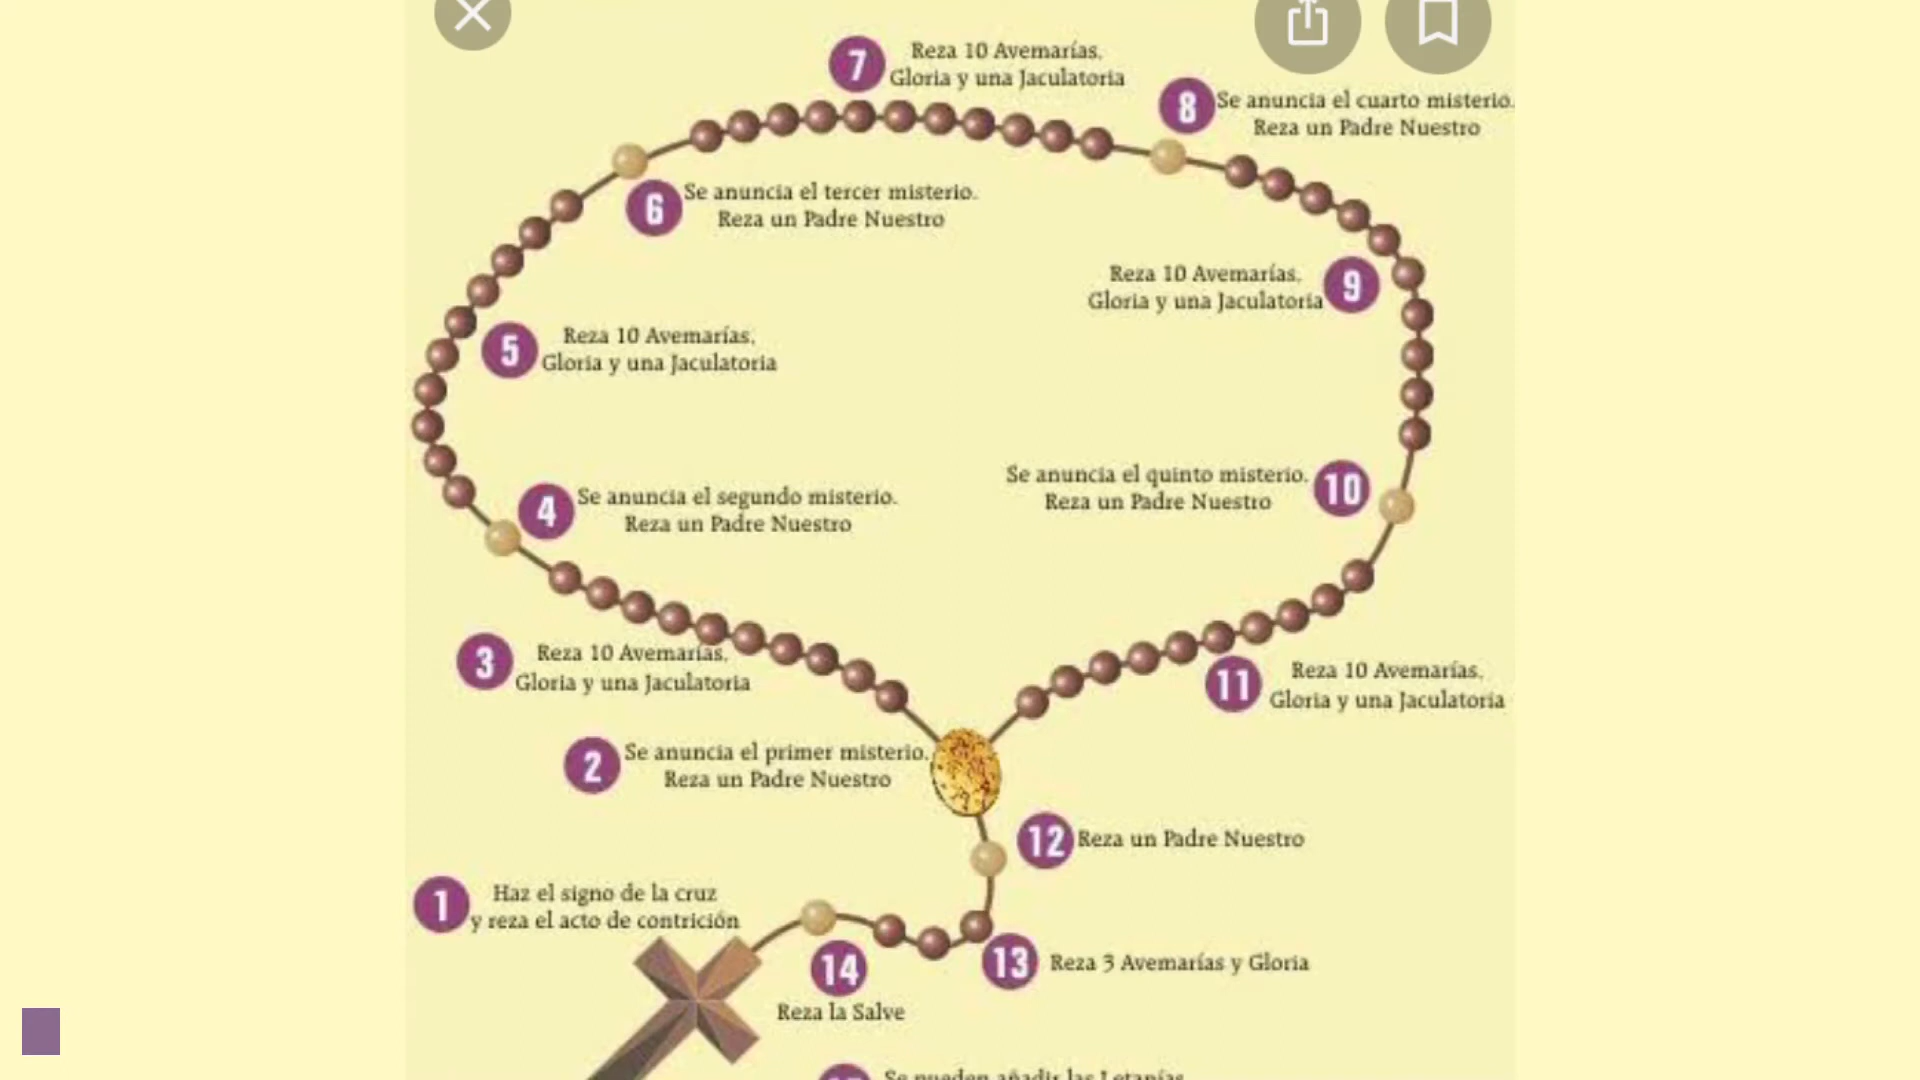 1
Haz el signo de la cruz
y reza el acto de contrición
2
Se anuncia el primer misterio.
Reza un Padre Nuestro
3
Reza 10 Avemarías,
Gloria y una Jaculatoria
4
Se anuncia el segundo misterio.
Reza un Padre Nuestro
5
Reza 10 Avemarías,
Gloria y una Jaculatoria
6
Se anuncia el tercer misterio.
Reza un Padre Nuestro
7
Reza 10 Avemarías,
Gloria y una Jaculatoria
8
Se anuncia el cuarto misterio.
Reza un Padre Nuestro
9
Reza 10 Avemarías,
Gloria y una Jaculatoria
10
Se anuncia el quinto misterio.
Reza un Padre Nuestro
11
Reza 10 Avemarías,
Gloria y una Jaculatoria
12
Reza un Padre Nuestro
13
Reza 3 Avemarías y Gloria
14
Reza la Salve
Se pueden añadir las Letanías